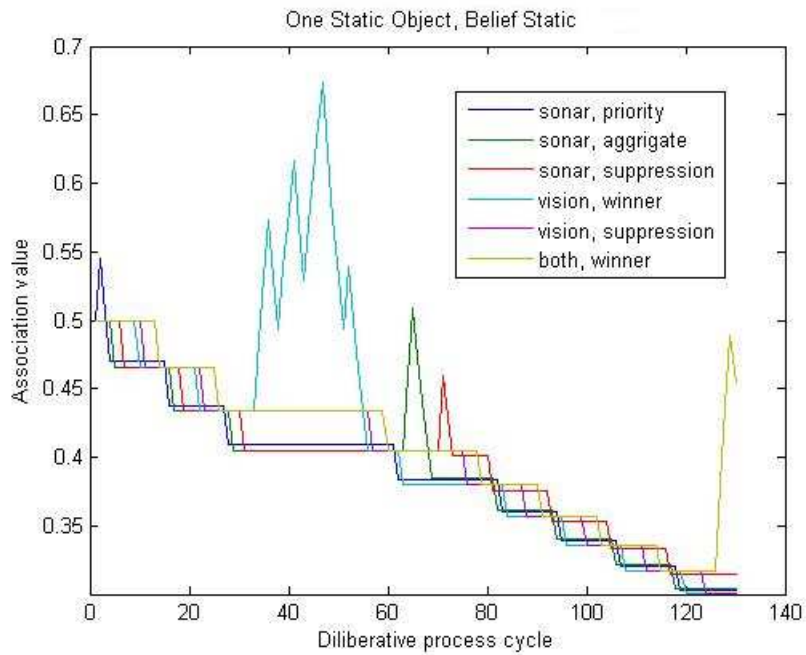 One Static Object, Belief Static
0.7
0.65
0.6
0.55
0.5
0.45
0.4
0.35
Association value
sonar, priority
sonar, aggrigate
sonar, suppression
vision, winner
vision, suppression
both, winner
0 20 40 60 80 100 120 140
Diliberative process cycle